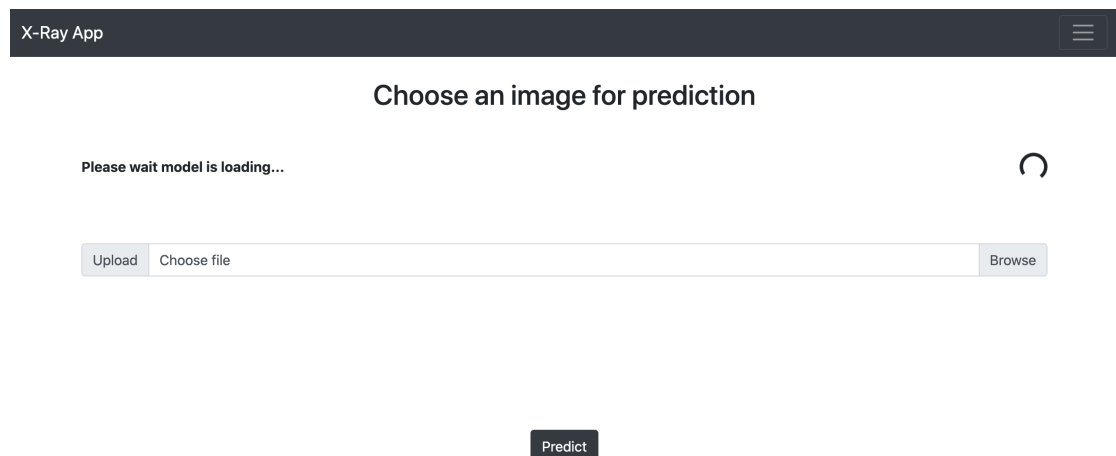 X-Ray App
Choose an image for prediction
Please wait model is loading...
Upload Choose file Browse
Predict